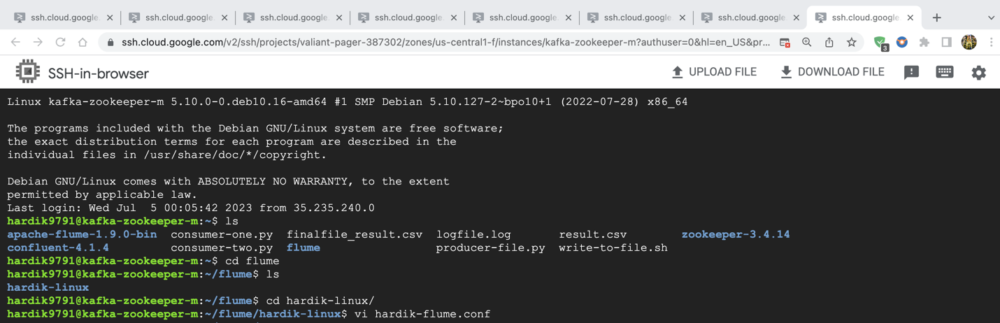 ssh.cloud.google. ssh.cloud.google. ssh.cloud.google. ssh.cloud.google. ssh.cloud.google. ssh.cloud.google. ssh.cloud.google. ssh.cloud.google.
ssh.cloud.google.com/v2/ssh/projects/valiant-pager-387302/zones/us-central1-f/instances/kafka-zookeeper-m?authuser=0&hl=en_US&pr... 3
SSH-in-browser UPLOAD FILE DOWNLOAD FILE
Linux kafka-zookeeper-m 5.10.0-0.deb10.16-amd64 #1 SMP Debian 5.10.127-2~bpo10+1 (2022-07-28) x86_64
The programs included with the Debian GNU/Linux system are free software;
the exact distribution terms for each program are described in the
individual files in /usr/share/doc/*/copyright.
Debian GNU/Linux comes with ABSOLUTELY NO WARRANTY, to the extent
permitted by applicable law.
Last login: Wed Jul  5 00:05:42 2023 from 35.235.240.0
hardik9791@kafka-zookeeper-m:~$ ls
apache-flume-1.9.0-bin  consumer-one.py  finalfile_result.csv  logfile.log  result.csv  zookeeper-3.4.14
confluent-4.1.4  consumer-two.py  flume  producer-file.py  write-to-file.sh
hardik9791@kafka-zookeeper-m:~$ cd flume
hardik9791@kafka-zookeeper-m:~/flume$ ls
hardik-linux
hardik9791@kafka-zookeeper-m:~/flume$ cd hardik-linux/
hardik9791@kafka-zookeeper-m:~/flume/hardik-linux$ vi hardik-flume.conf